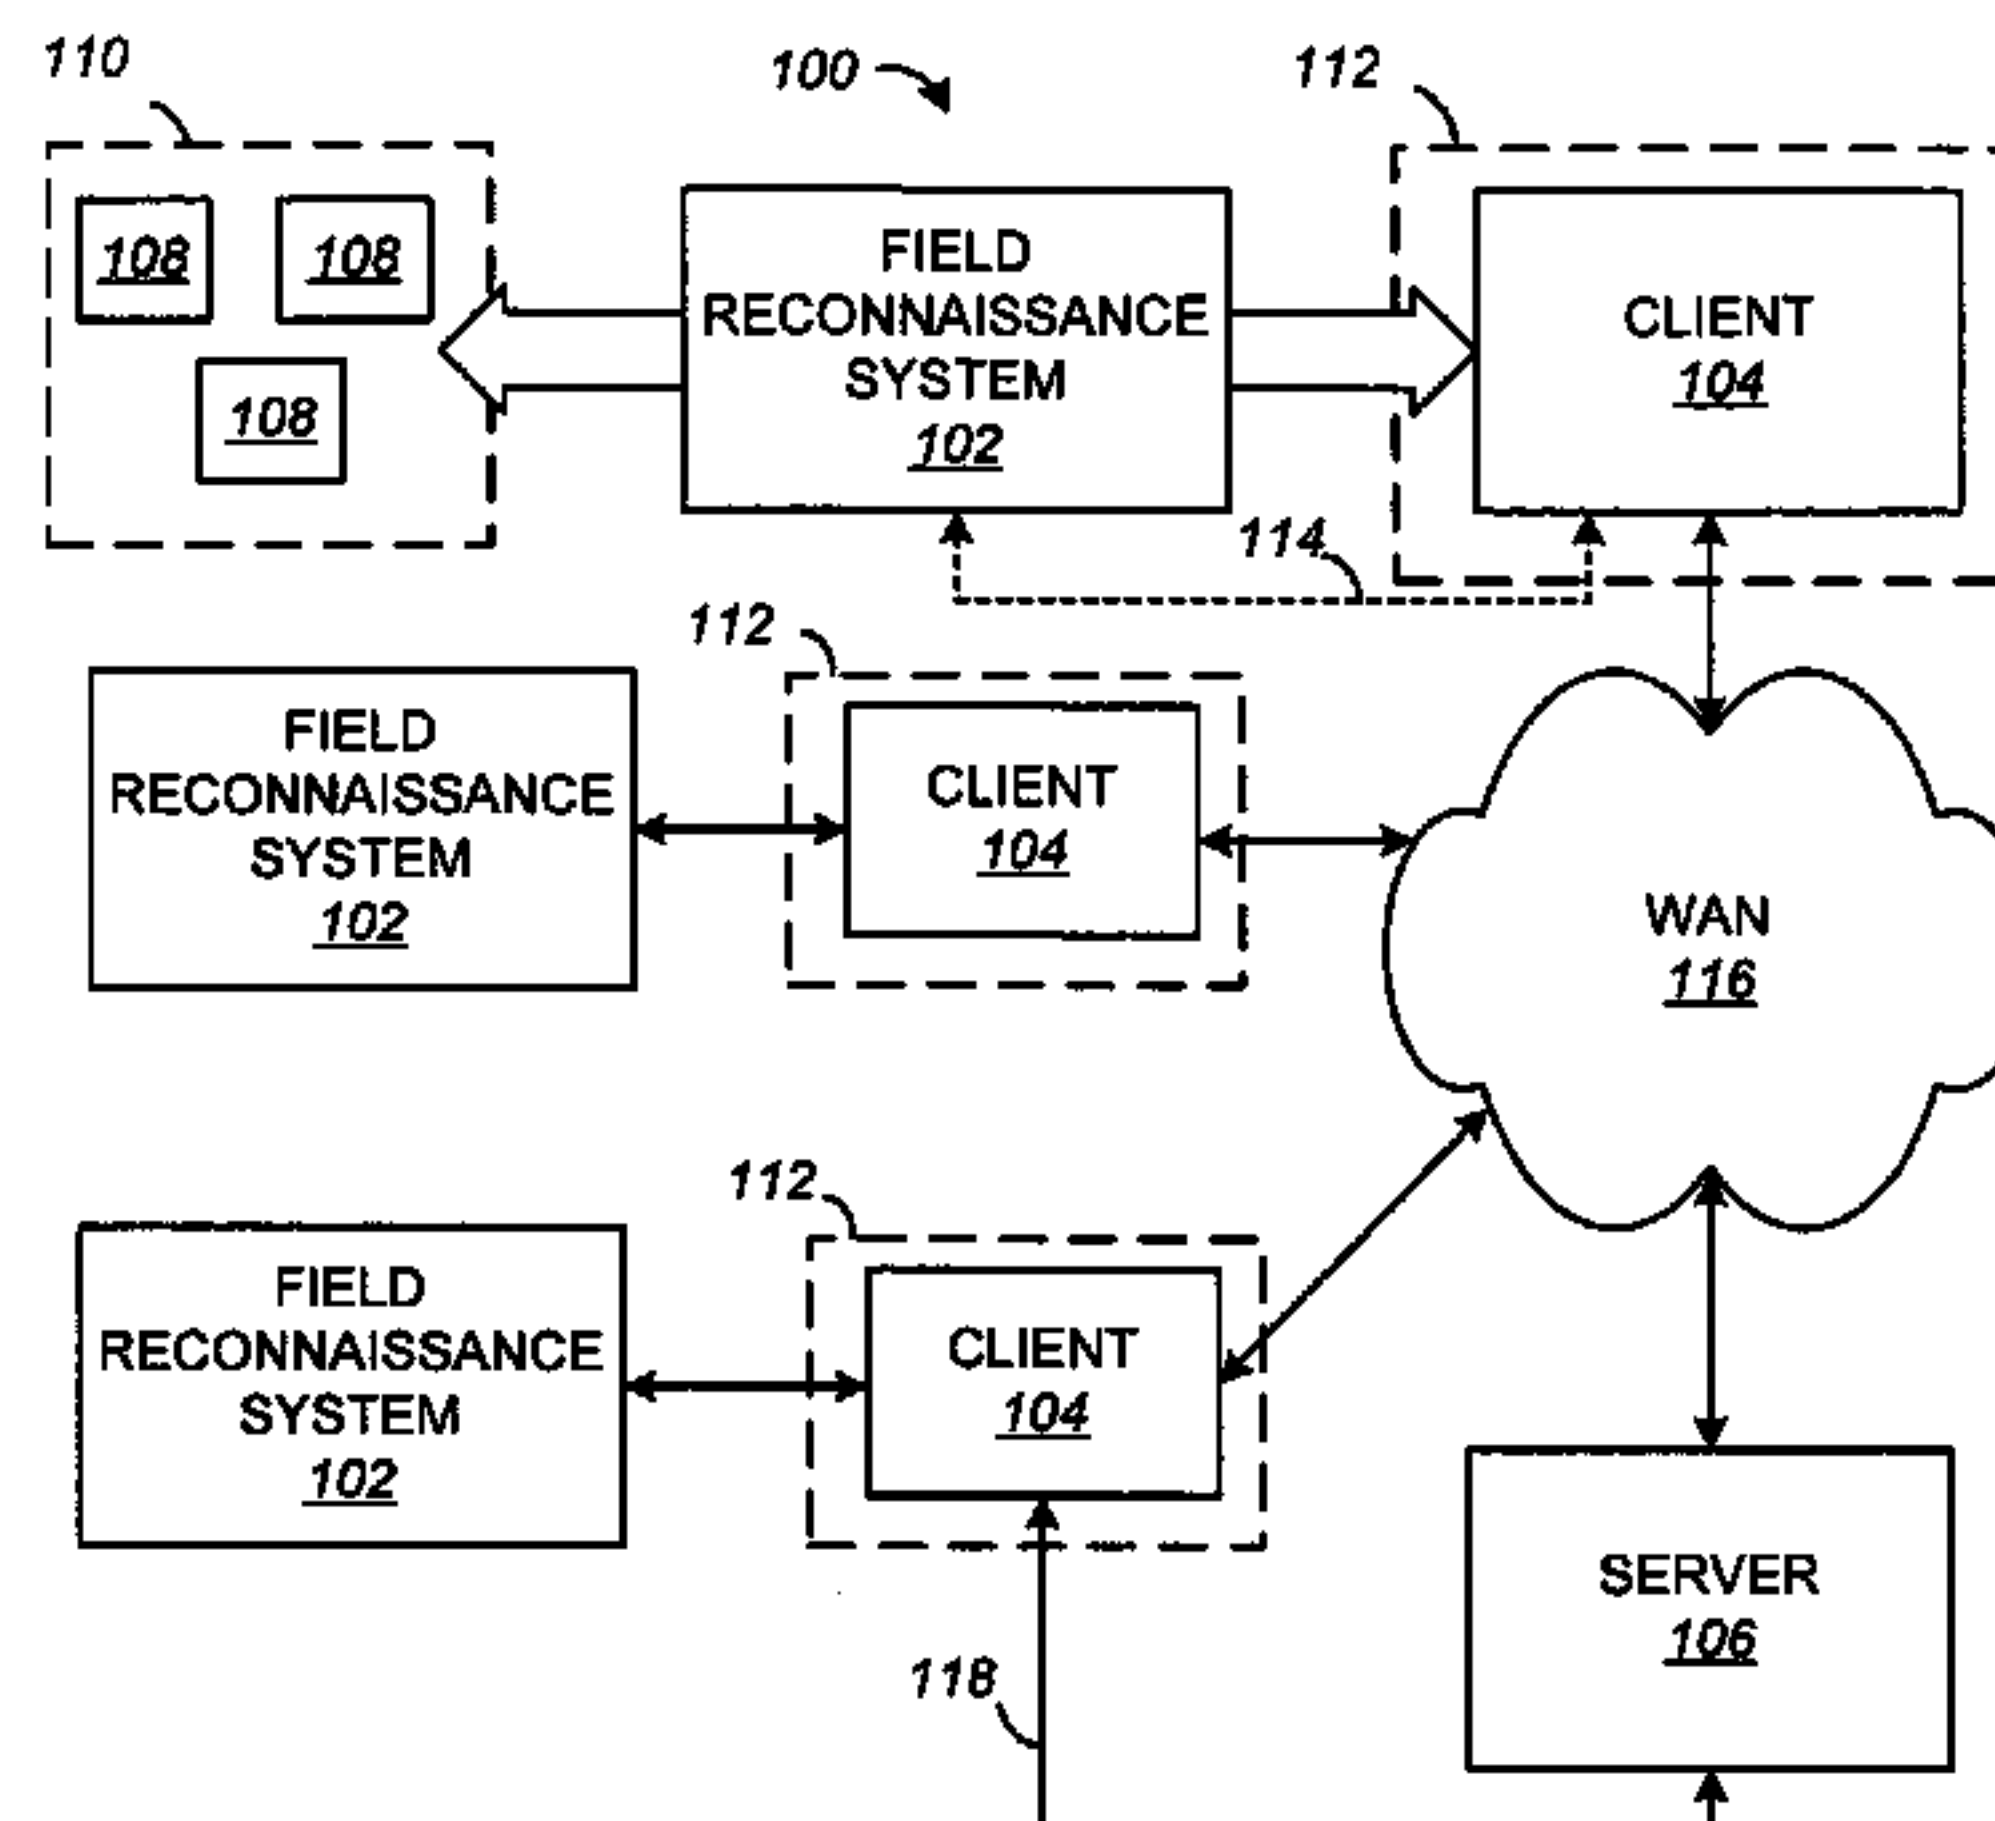 110
100
112
108
108
108
FIELD
RECONNAISSANCE
SYSTEM
102
CLIENT
104
114
112
FIELD
RECONNAISSANCE
SYSTEM
102
CLIENT
104
WAN
116
112
FIELD
RECONNAISSANCE
SYSTEM
102
CLIENT
104
SERVER
106
118